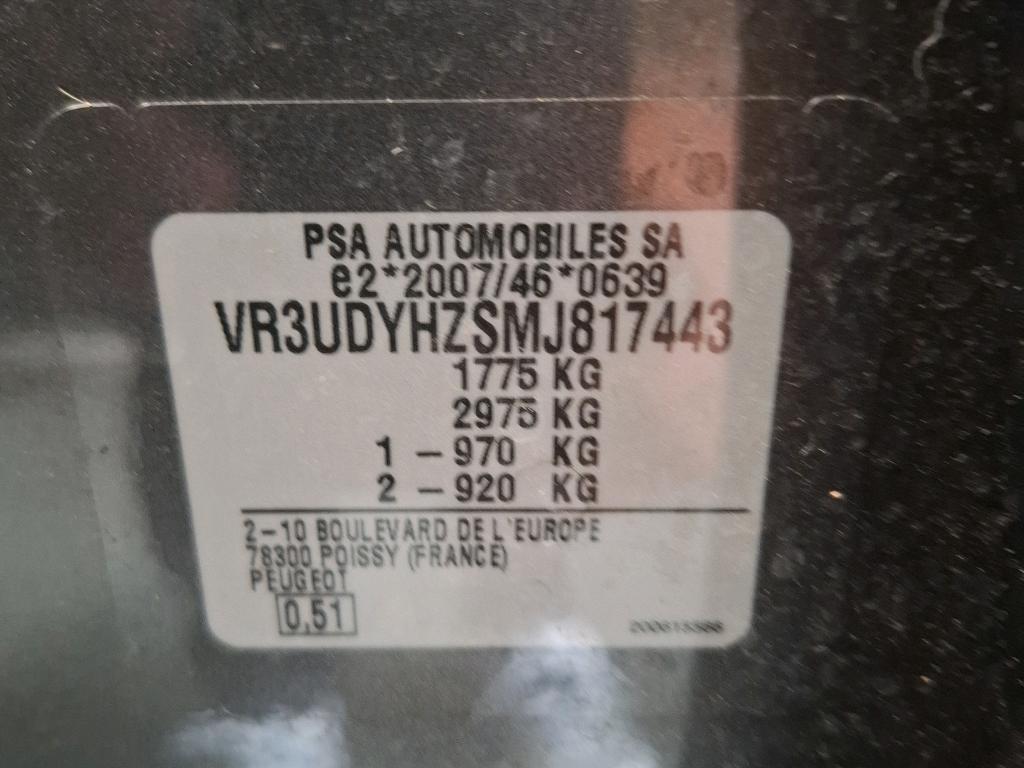 PSA AUTOMOBILES SA
e2*2007/46*0639
VR3UDYHZSMJ817443
1775 KG
2975 KG
1 – 970 KG
2 – 920 KG
2–10 BOULEVARD DE L'EUROPE
78300 POISSY (FRANCE)
PEUGEOT
0,51